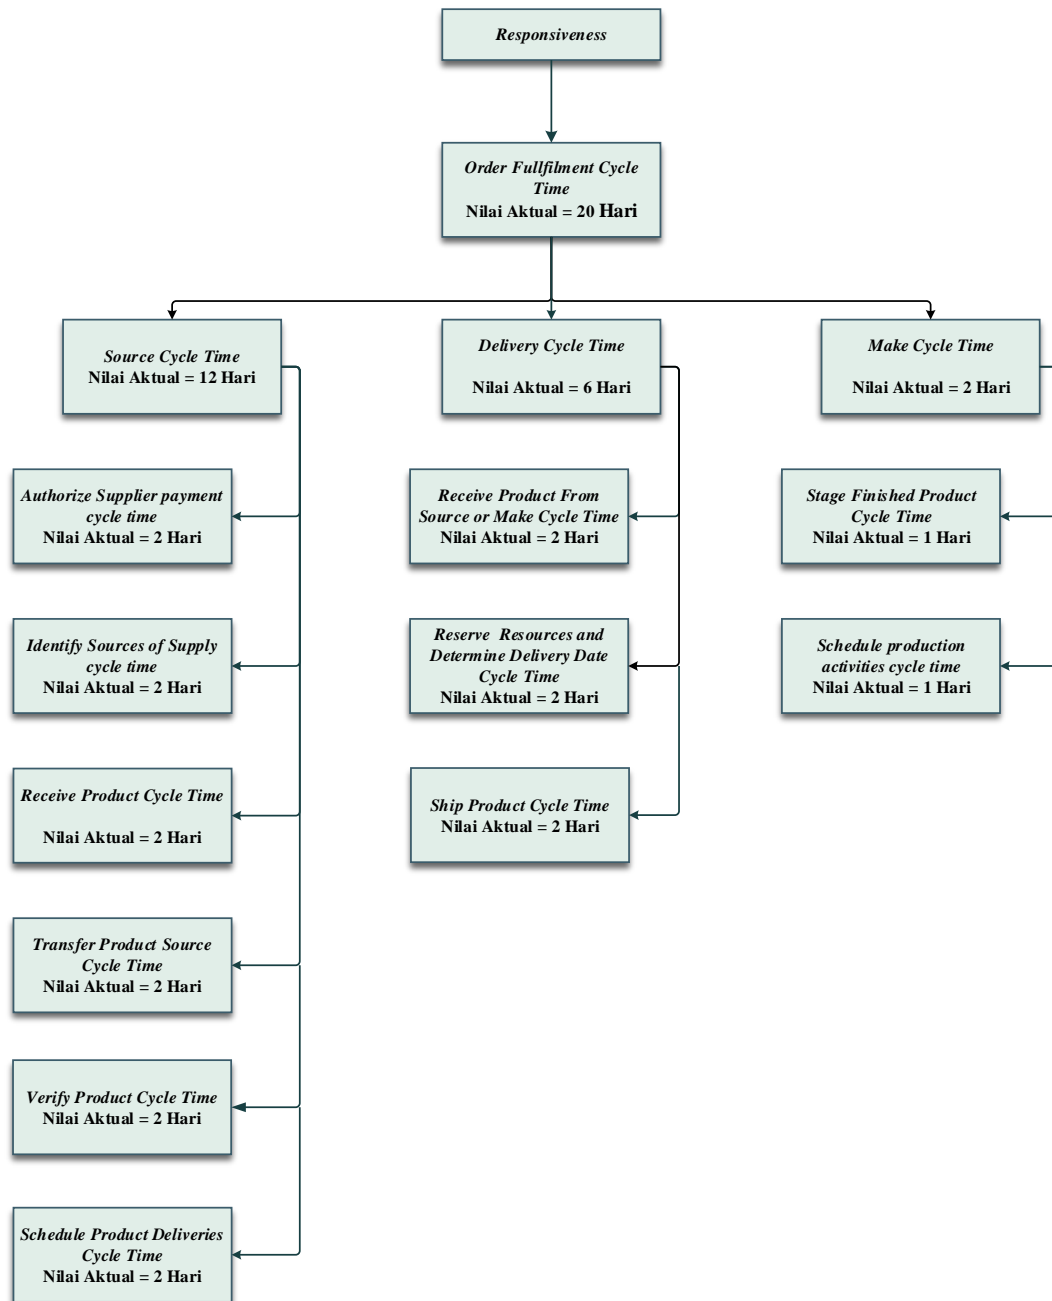 Responsiveness
Order Fullfilment Cycle
Time
Nilai Aktual = 20 Hari
Source Cycle Time
Nilai Aktual = 12 Hari
Delivery Cycle Time
Nilai Aktual = 6 Hari
Make Cycle Time
Nilai Aktual = 2 Hari
Authorize Supplier payment
cycle time
Nilai Aktual = 2 Hari
Receive Product From
Source or Make Cycle Time
Nilai Aktual = 2 Hari
Stage Finished Product
Cycle Time
Nilai Aktual = 1 Hari
Identify Sources of Supply
cycle time
Nilai Aktual = 2 Hari
Reserve Resources and
Determine Delivery Date
Cycle Time
Nilai Aktual = 2 Hari
Schedule production
activities cycle time
Nilai Aktual = 1 Hari
Receive Product Cycle Time
Nilai Aktual = 2 Hari
Ship Product Cycle Time
Nilai Aktual = 2 Hari
Transfer Product Source
Cycle Time
Nilai Aktual = 2 Hari
Verify Product Cycle Time
Nilai Aktual = 2 Hari
Schedule Product Deliveries
Cycle Time
Nilai Aktual = 2 Hari